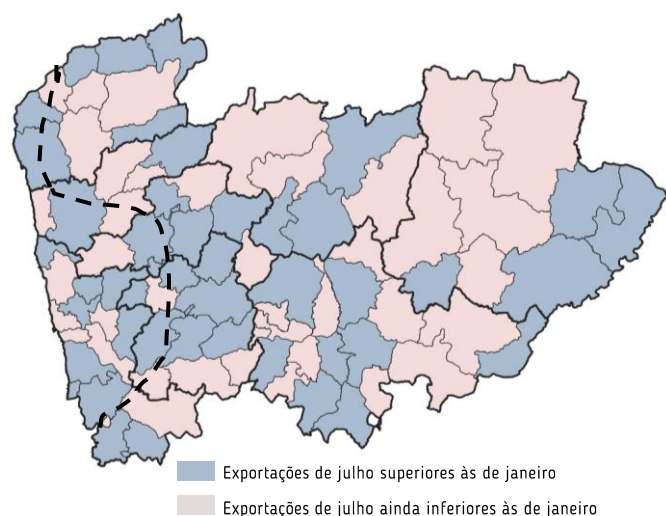 Exportações de julho superiores às de janeiro
Exportações de julho ainda inferiores às de janeiro